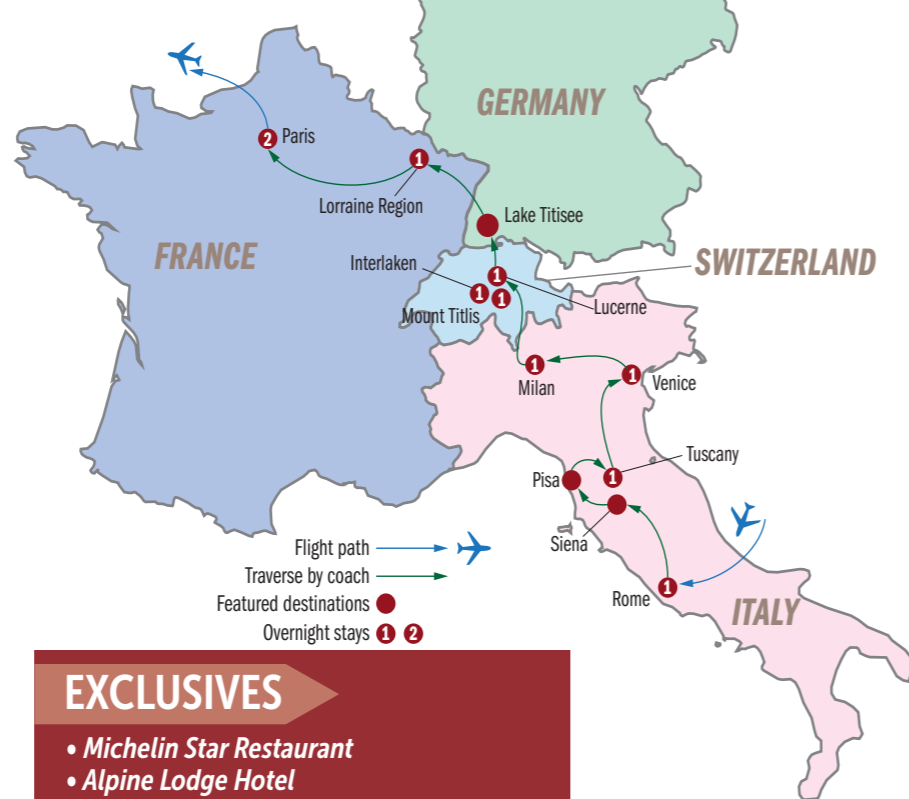 GERMANY
2 Paris
1
Lorraine Region
Lake Titisee
FRANCE
Interlaken
SWITZERLAND
1
1 1
Lucerne
Mount Titlis
1
Milan
1 Venice
Tuscany
Pisa
1
Siena
Flight path
Traverse by coach
Rome 1
Featured destinations
ITALY
Overnight stays 1 2
EXCLUSIVES
• Michelin Star Restaurant
• Alpine Lodge Hotel